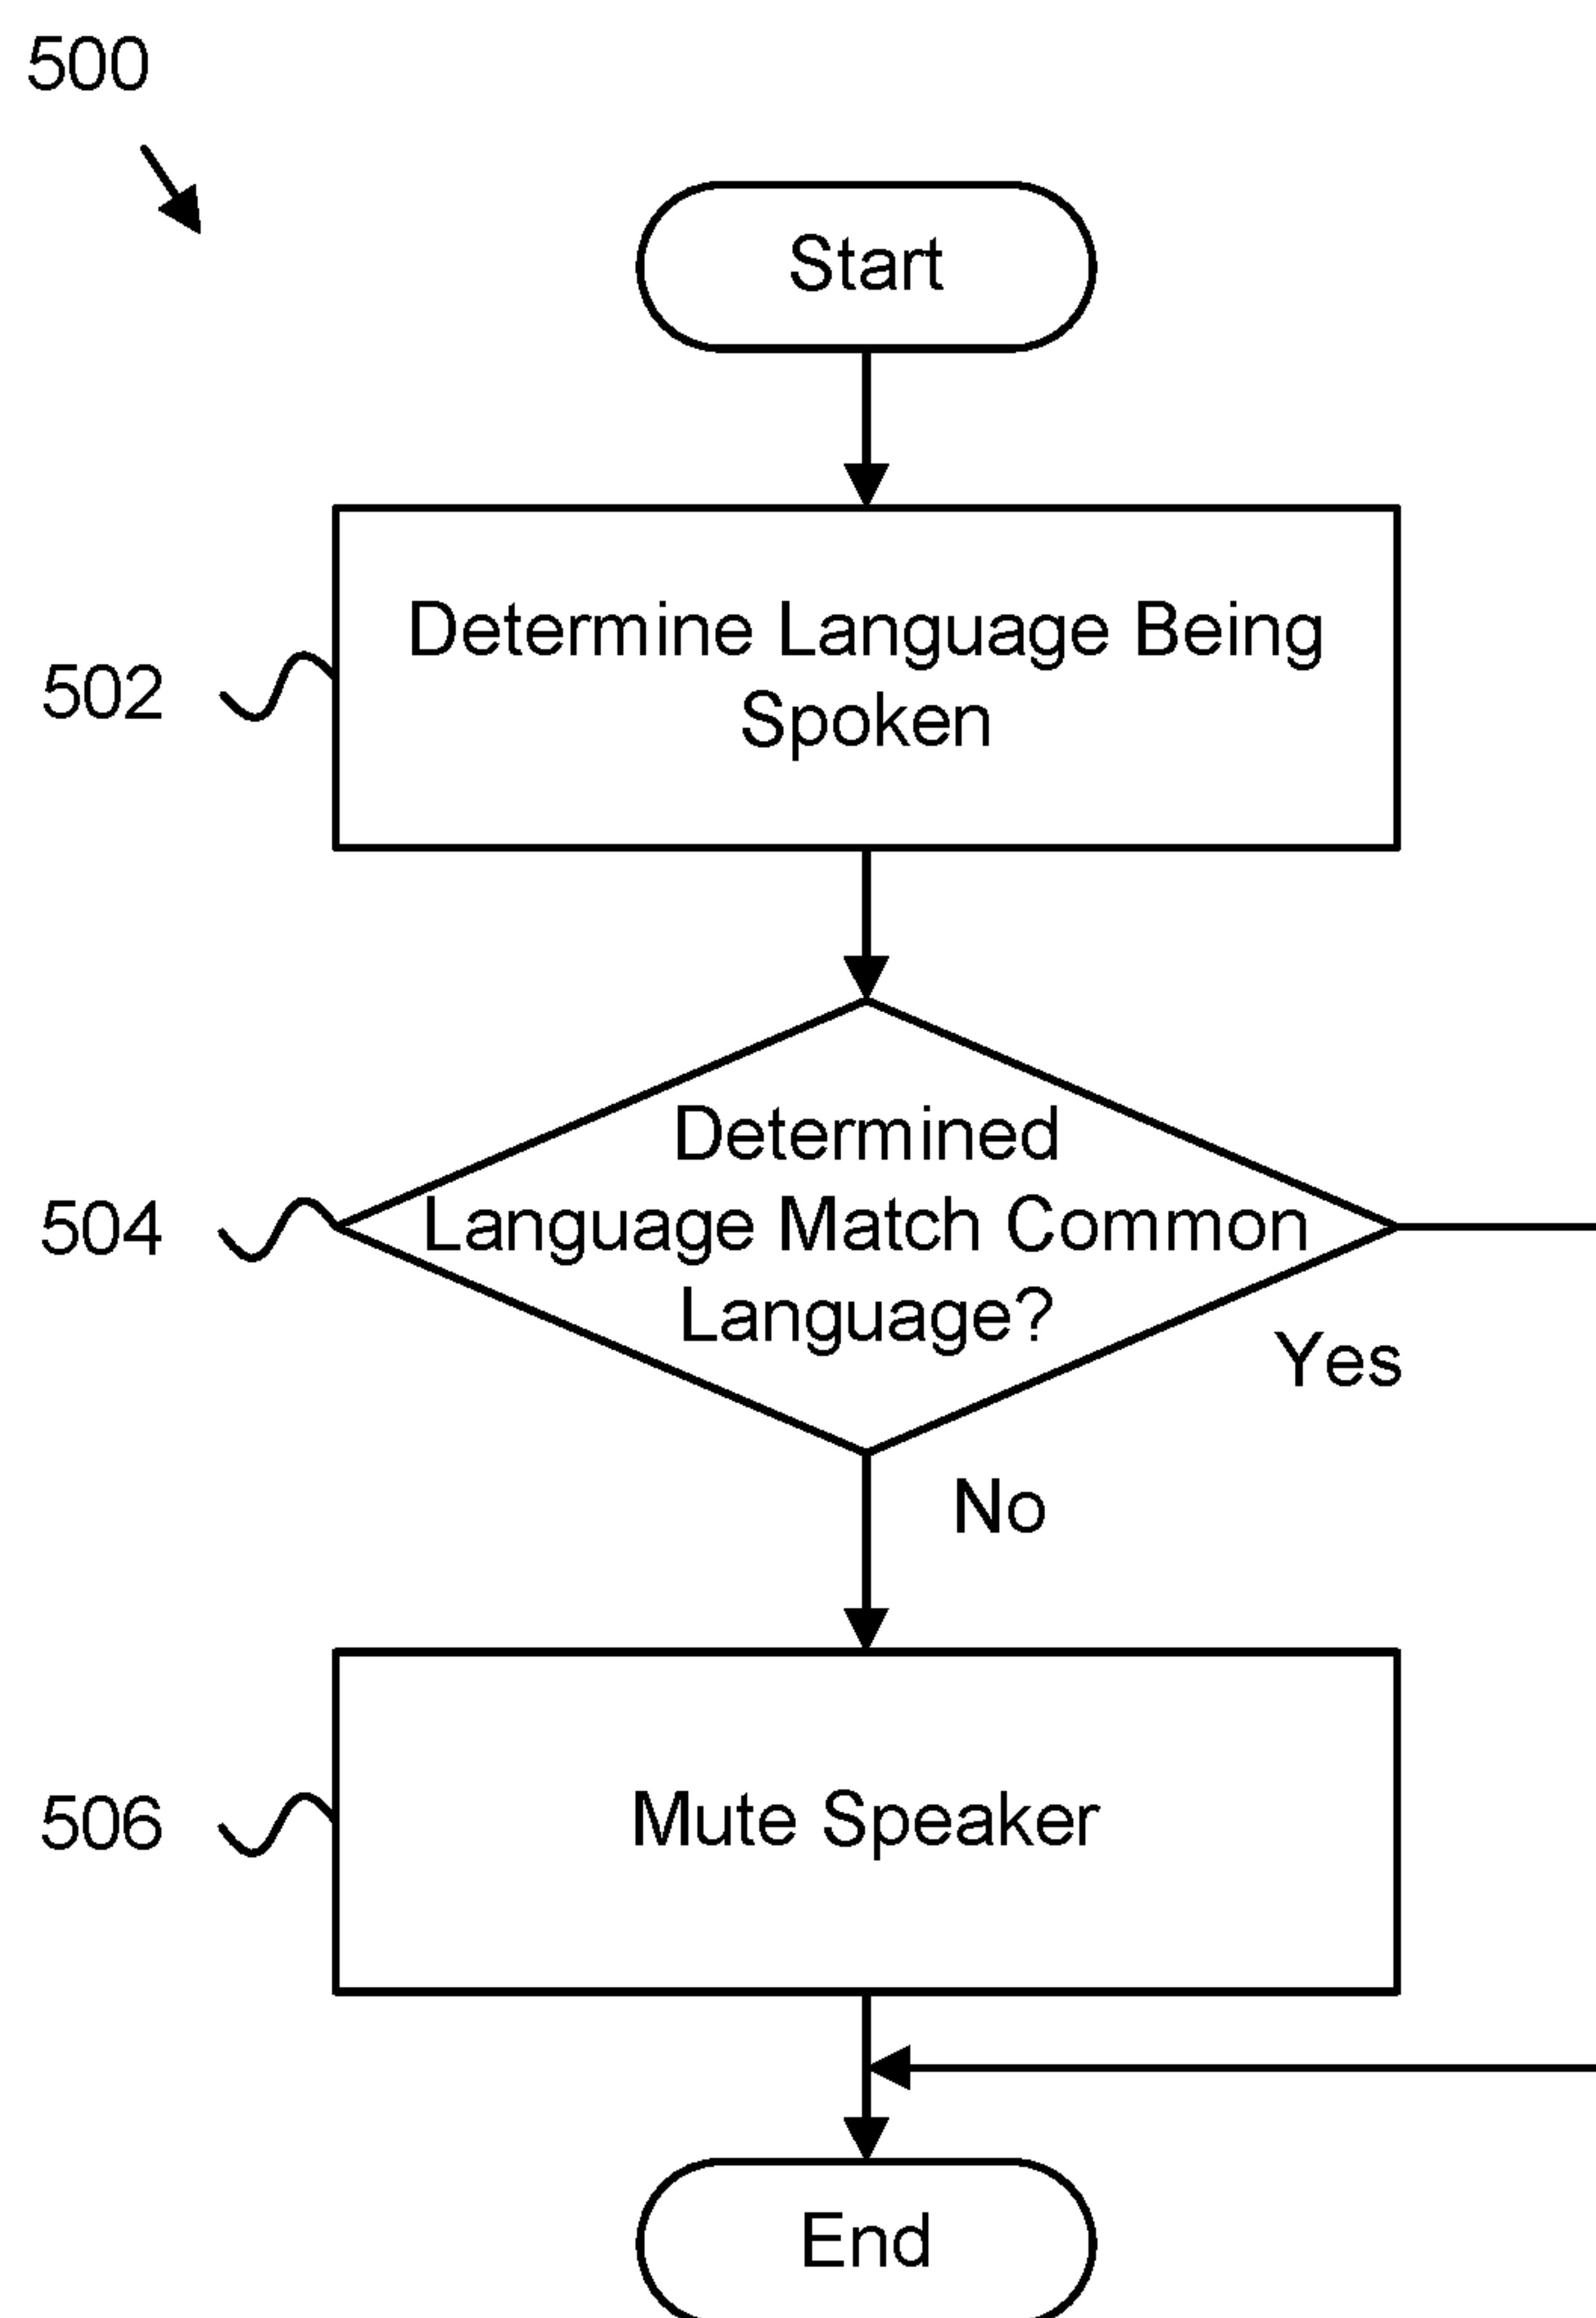 500
Start
502
Determine Language Being
Spoken
504
Determined
Language Match Common
Language?
Yes
No
506
Mute Speaker
End